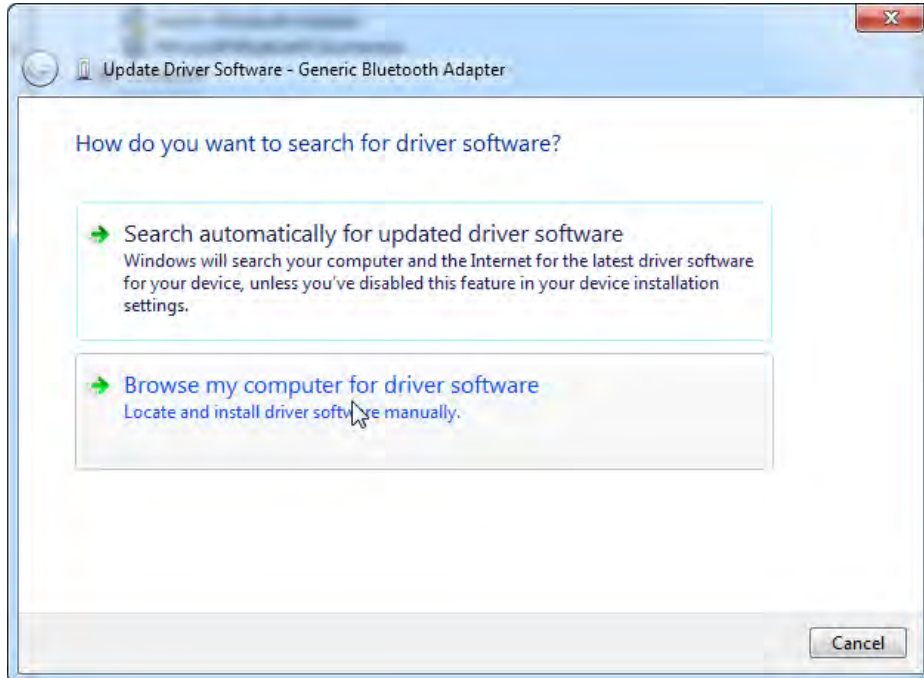 Update Driver Software - Generic Bluetooth Adapter
How do you want to search for driver software?
Search automatically for updated driver software
Windows will search your computer and the Internet for the latest driver software
for your device, unless you've disabled this feature in your device installation
settings.
Browse my computer for driver software
Locate and install driver software manually.
Cancel